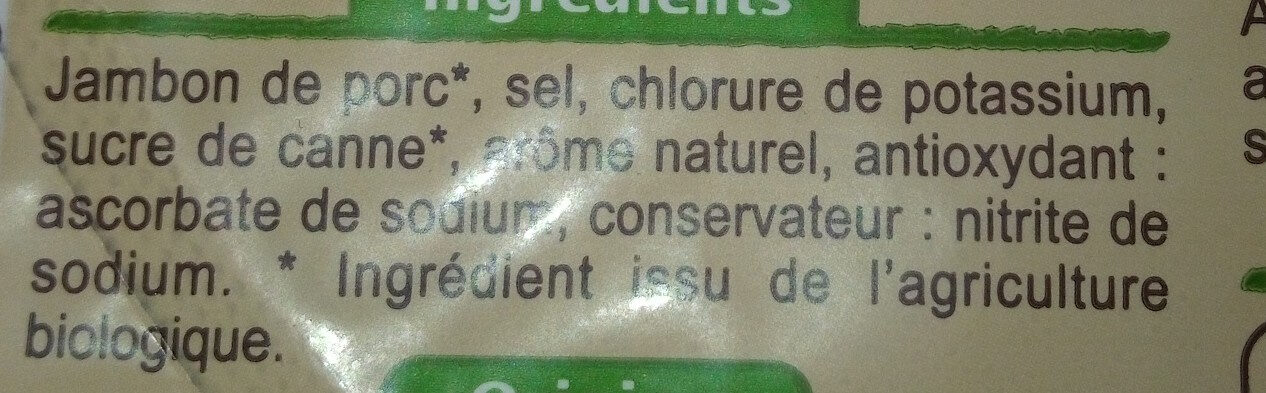 Ingrédients
Jambon de porc*, sel, chlorure de potassium,
sucre de canne*, arôme naturel, antioxydant :
ascorbate de sodium, conservateur : nitrite de
sodium. * Ingrédient issu de l'agriculture
biologique.